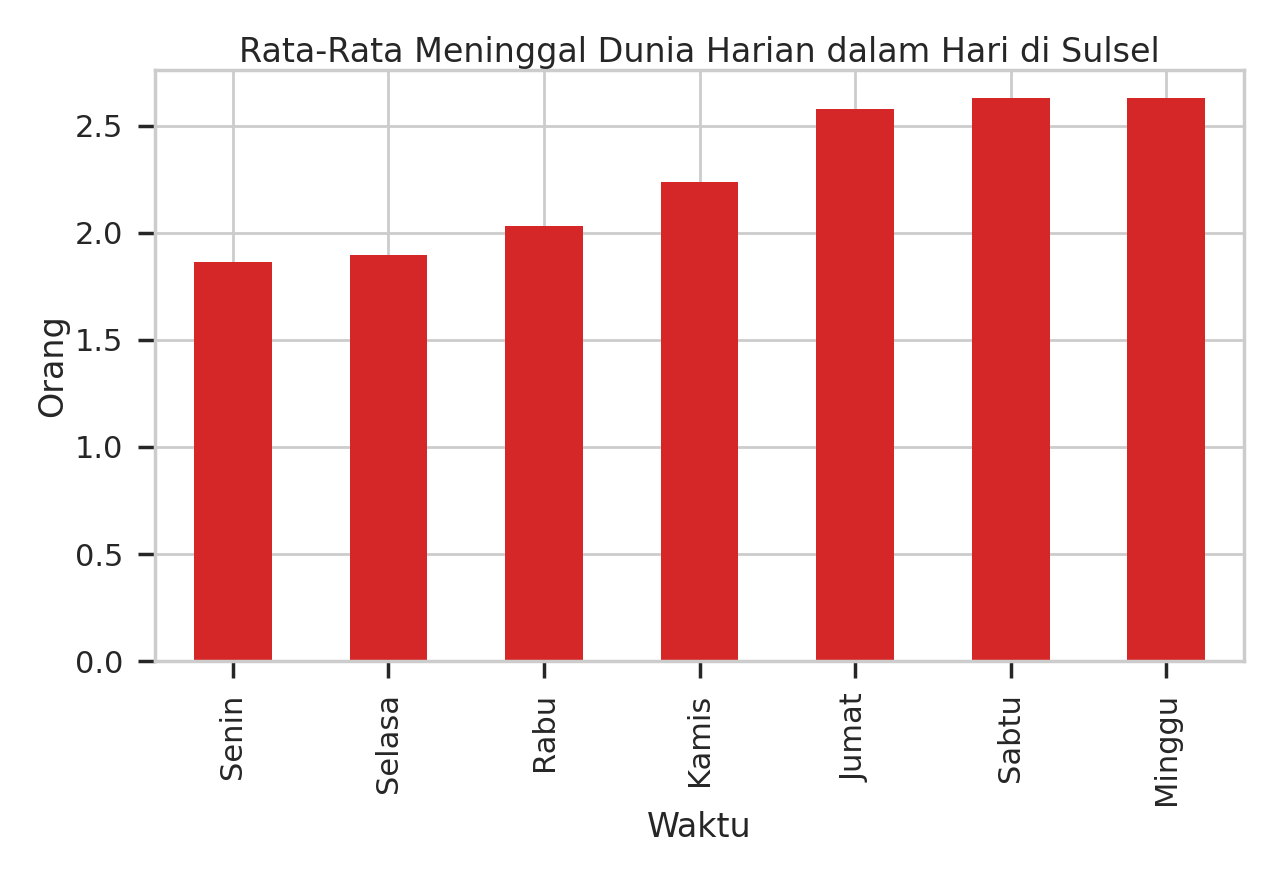 Rata-Rata Meninggal Dunia Harian dalam Hari di Sulsel
Orang
2.5
2.0
1.5
1.0
0.5
0.0
Senin
Selasa
Rabu
Kamis
Jumat
Sabtu
Minggu
Waktu